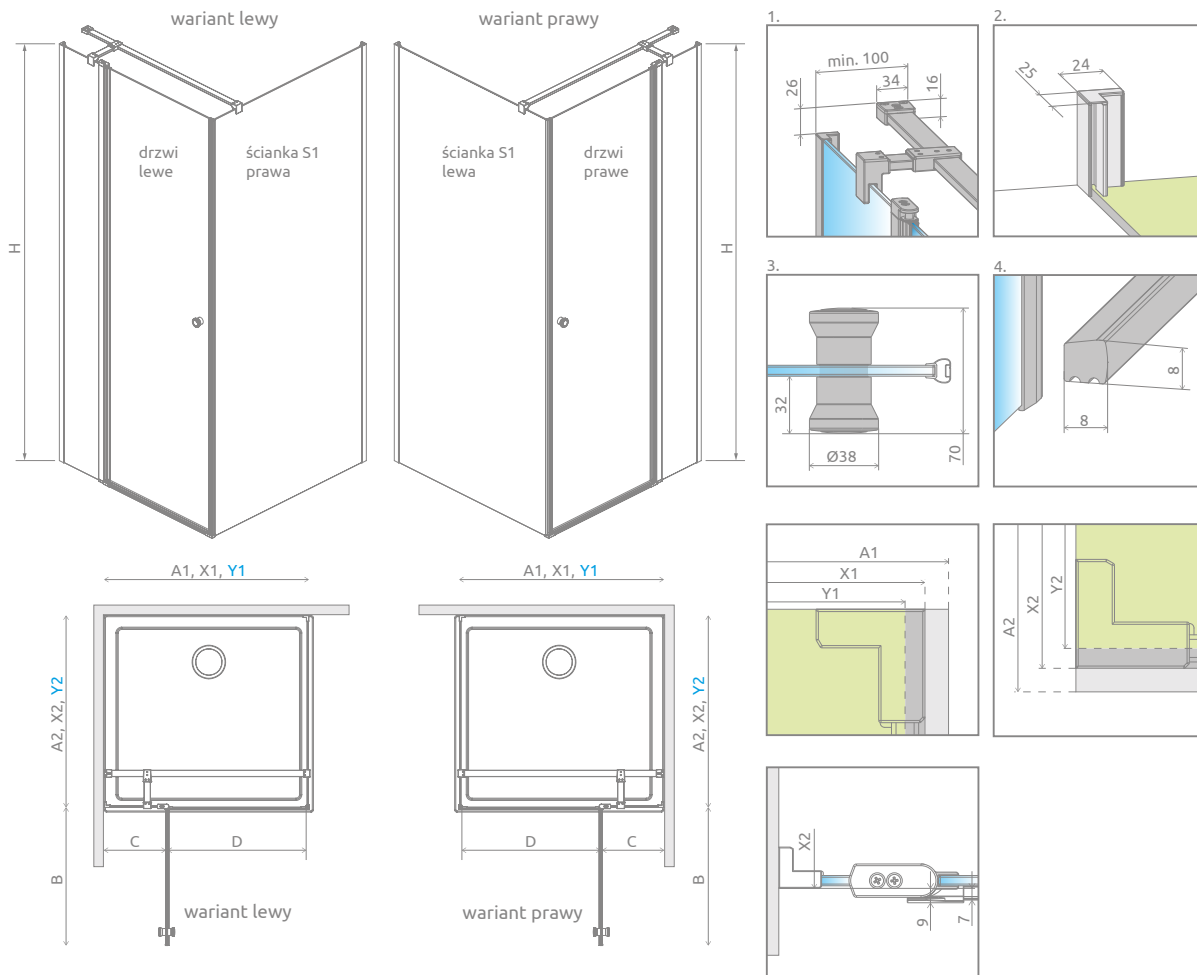 wariant lewy
wariant prawy
H
drzwi
lewe
ścianka S1
prawa
ścianka S1
lewa
drzwi
prawe
H
1.
min. 100
34
16
26
2.
24
25
3.
32
Ø38
70
4.
8
8
A1, X1, Y1
A2, X2, Y2
C
D
B
wariant lewy
A1, X1, Y1
A2, X2, Y2
D
C
B
wariant prawy
A1
X1
Y1
A2
X2
Y2
X2
9
7